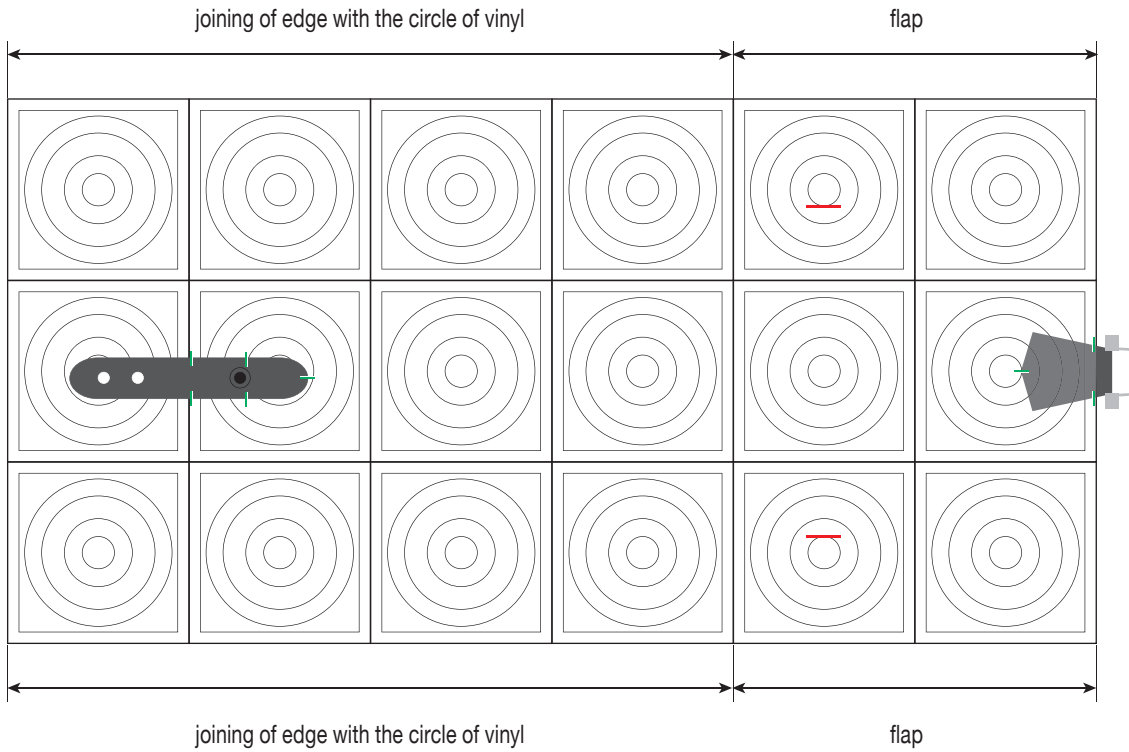 joining of edge with the circle of vinyl
flap
joining of edge with the circle of vinyl
flap